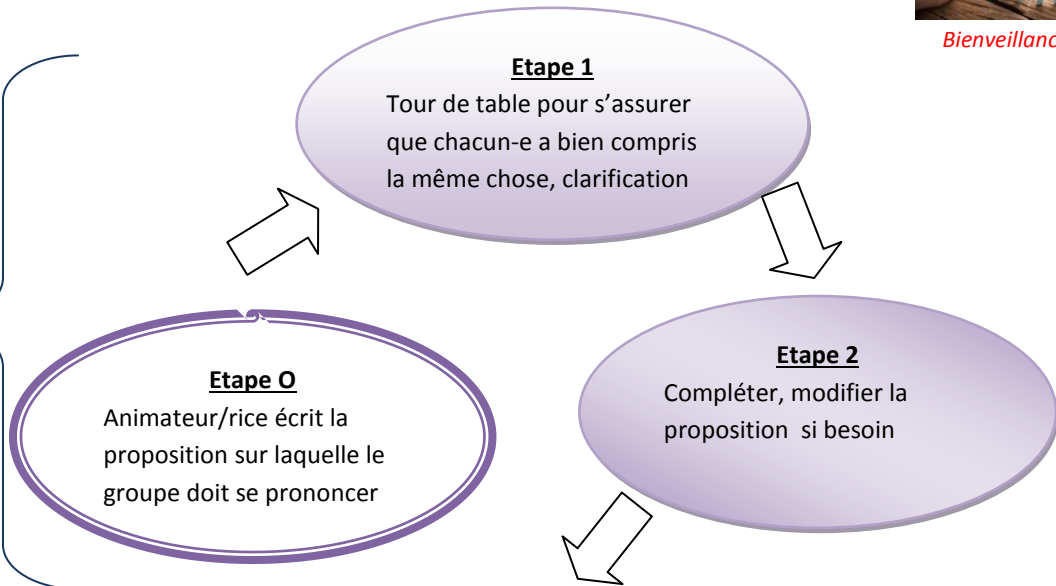 Bienveillanc
Etape 1
Tour de table pour s’assurer
que chacun-e a bien compris
la même chose, clarification
Etape O
Animateur/rice écrit la
proposition sur laquelle le
groupe doit se prononcer
Etape 2
Compléter, modifier la
proposition si besoin